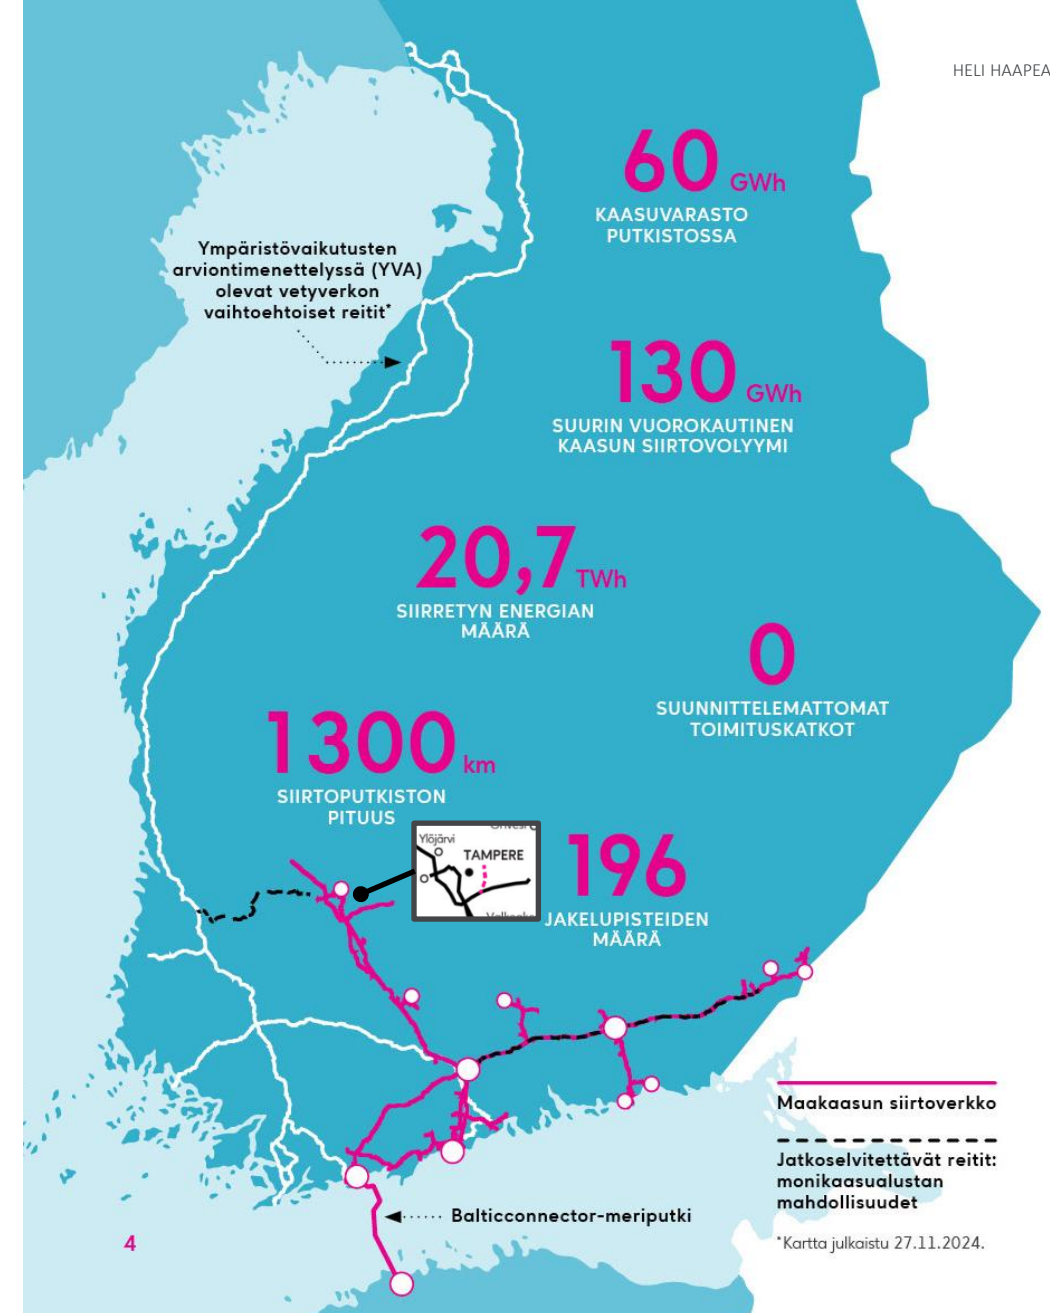 HELI HAAPEA
60 GWh
KAASUVARASTO
PUTKISTOSSA
Ympäristövaikutusten
arviontimenettelyssä (YVA)
olevat vetyverkon
vaihtoehtoiset reitit*
130 GWh
SUURIN VUOROKAUTINEN
KAASUN SIIRTOVOLYYMI
20,7 TWh
SIIRRETYN ENERGIAN
MÄÄRÄ
0
SUUNNITTELEMATTOMAT
TOIMITUSKATKOT
1300 km
SIIRTOPUTKISTON
PITUUS
Ylöjärvi
TAMPERE
196
JAKELUPISTEIDEN
MÄÄRÄ
Maakaasun siirtoverkko
Jatkoselvitettävät reitit:
monikaasualustan
mahdollisuudet
Balticconnector-meriputki
*Kartta julkaistu 27.11.2024.
4